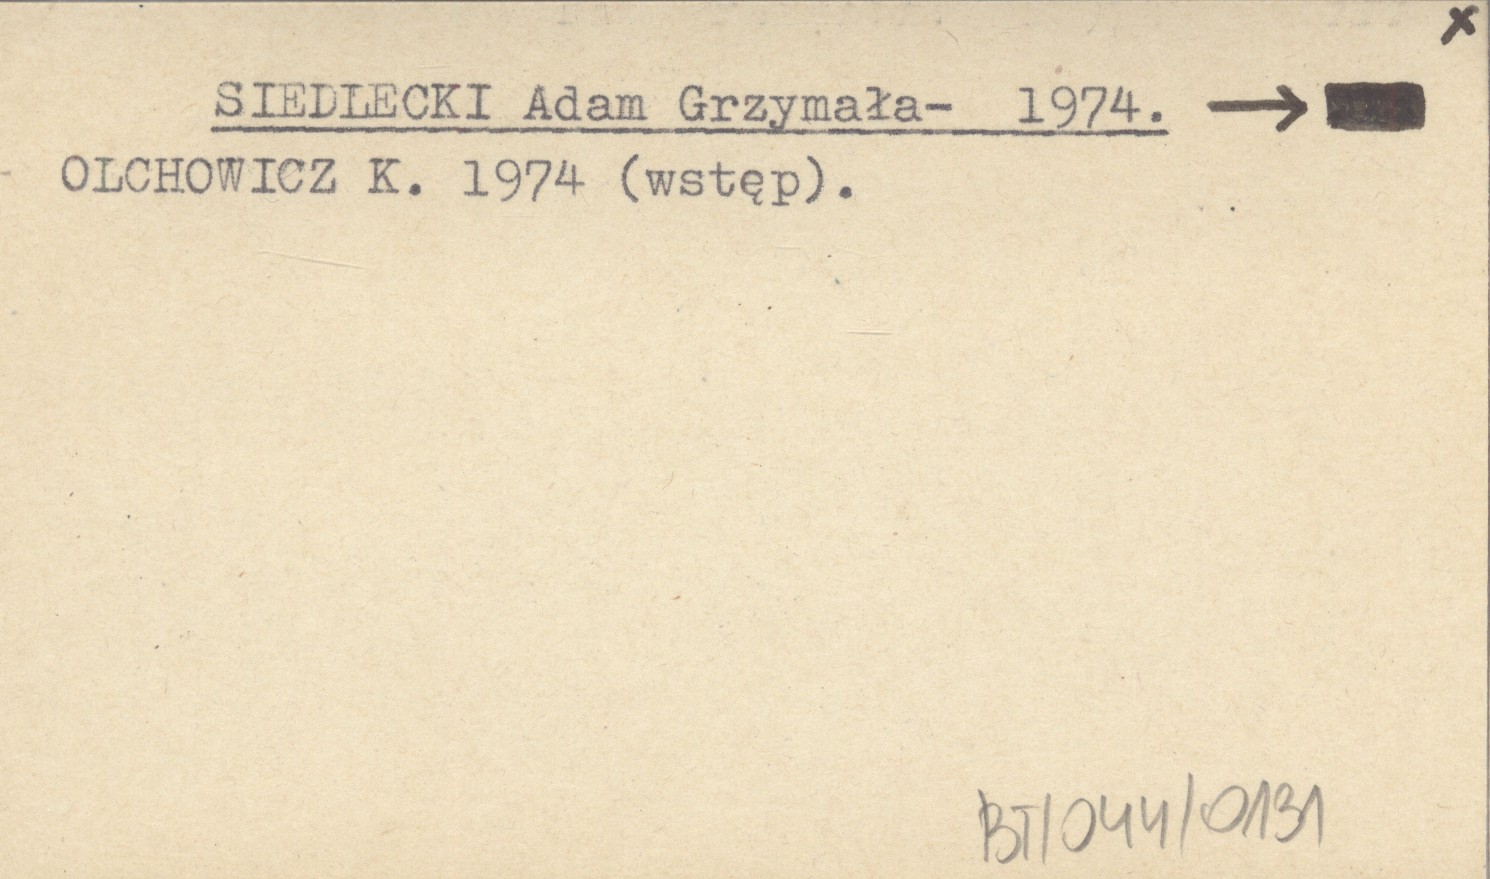 x
SIEDLECKI Adam Grzymała- 1974. →
OLCHOWICZ K. 1974 (wstęp).
BT/044/0131